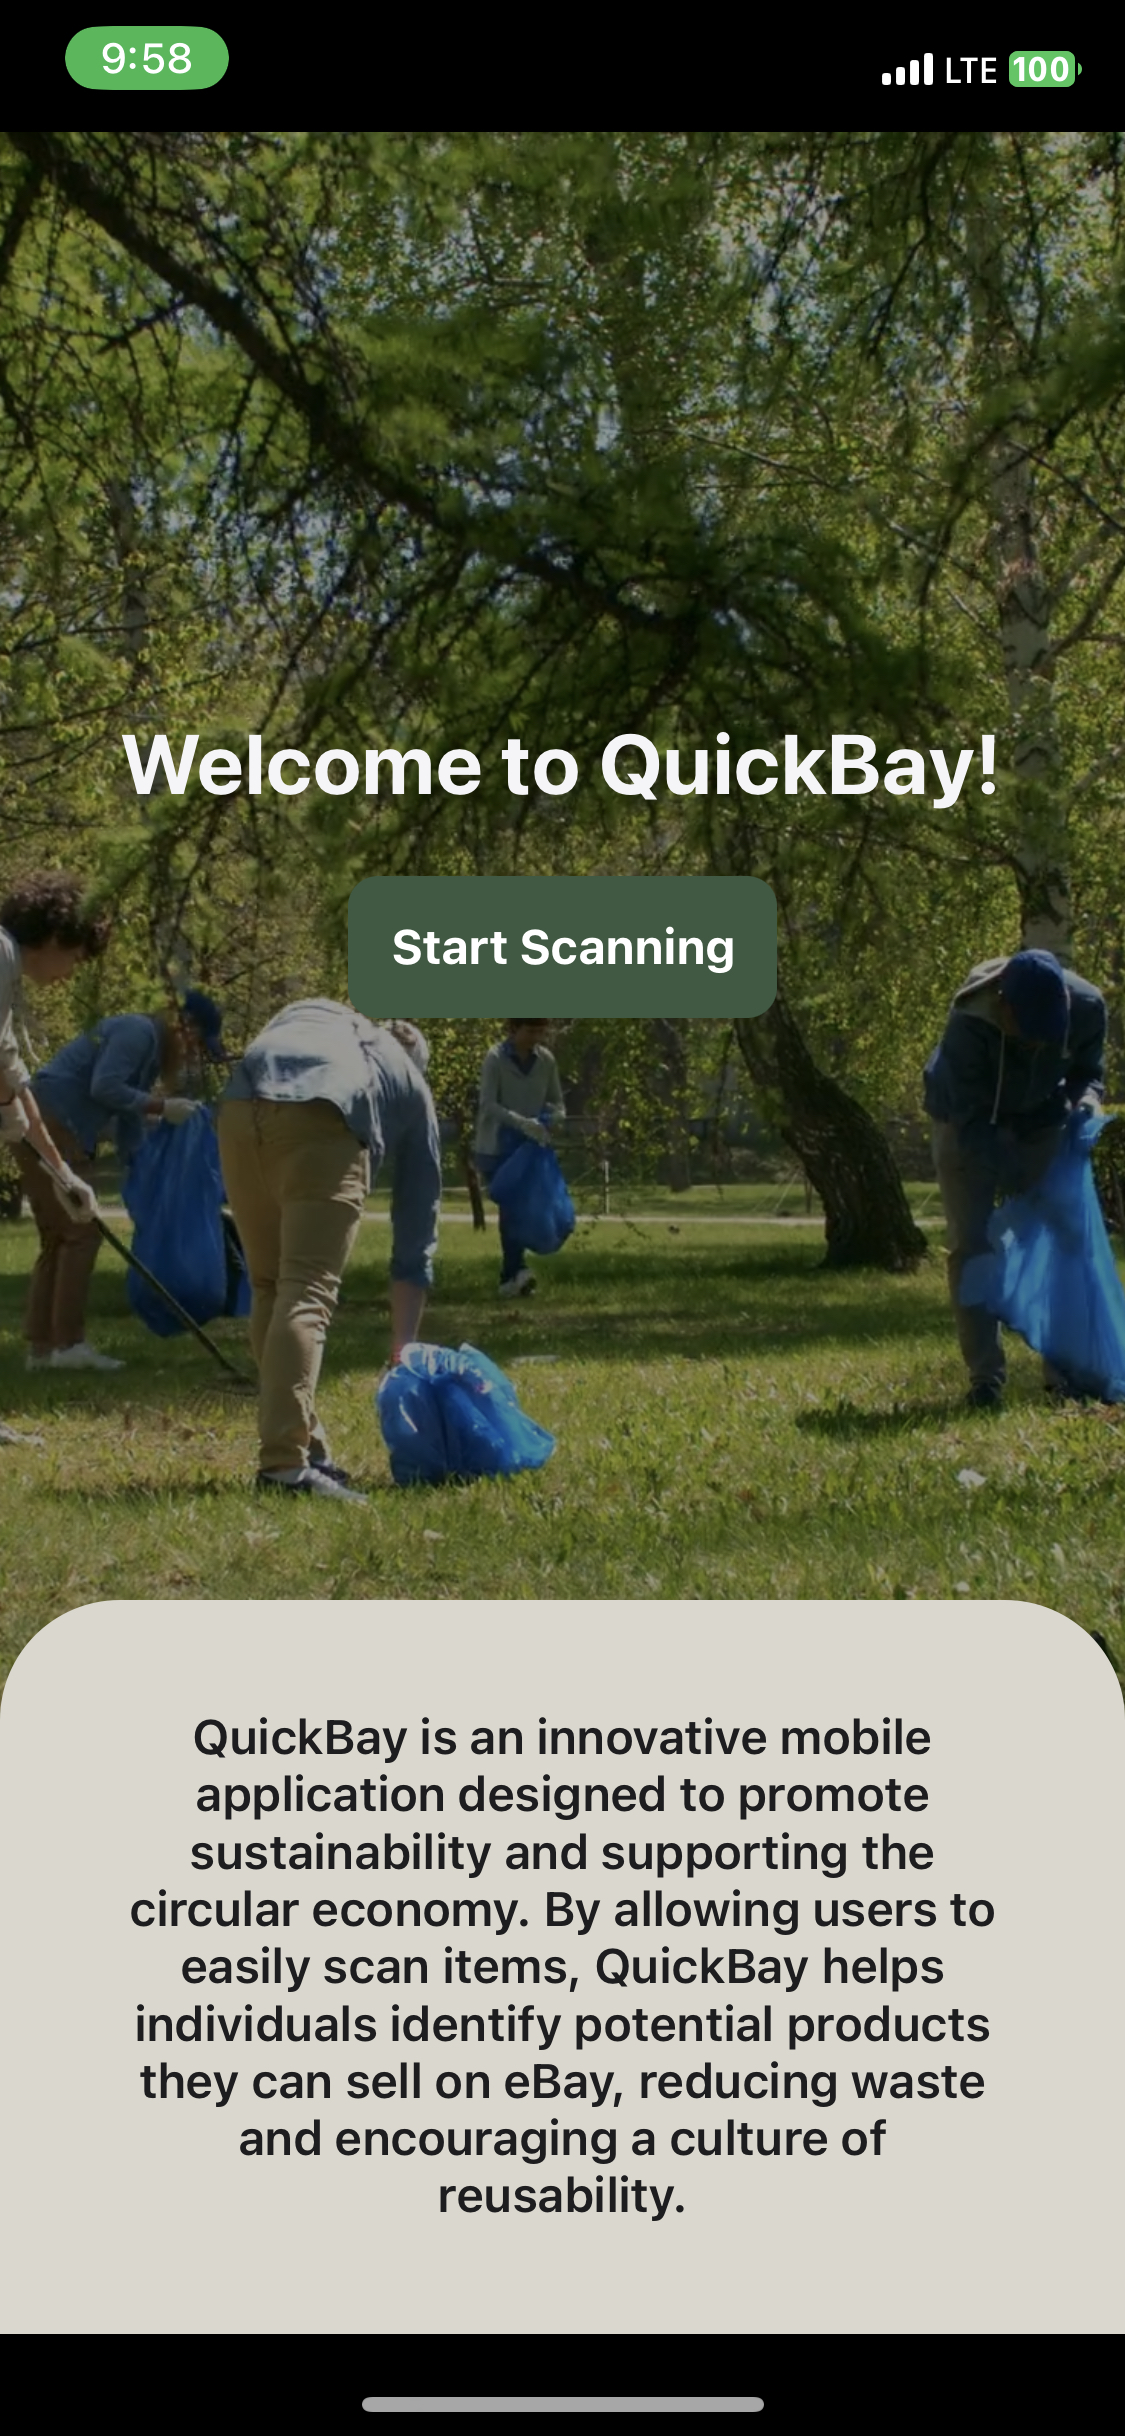 9:58
LTE 100
Welcome to QuickBay!
Start Scanning
QuickBay is an innovative mobile
application designed to promote
sustainability and supporting the
circular economy. By allowing users to
easily scan items, QuickBay helps
individuals identify potential products
they can sell on eBay, reducing waste
and encouraging a culture of
reusability.